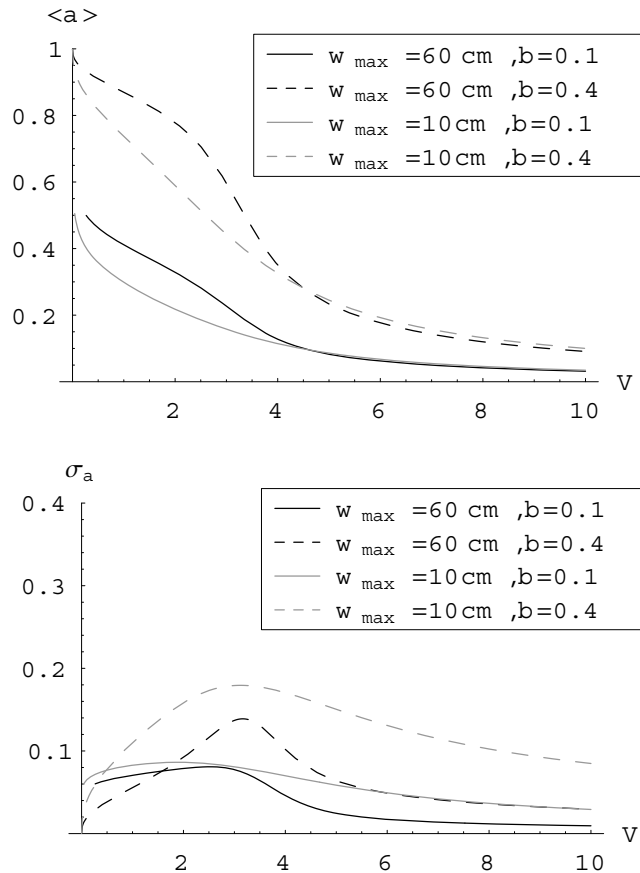 <a>
1
0.8
0.6
0.4
0.2
2 4 6 8 10
V
w max =60 cm ,b=0.1
w max =60 cm ,b=0.4
w max =10cm ,b=0.1
w max =10cm ,b=0.4
σa
0.4
0.3
0.2
0.1
2 4 6 8 10
V
w max =60 cm ,b=0.1
w max =60 cm ,b=0.4
w max =10cm ,b=0.1
w max =10cm ,b=0.4